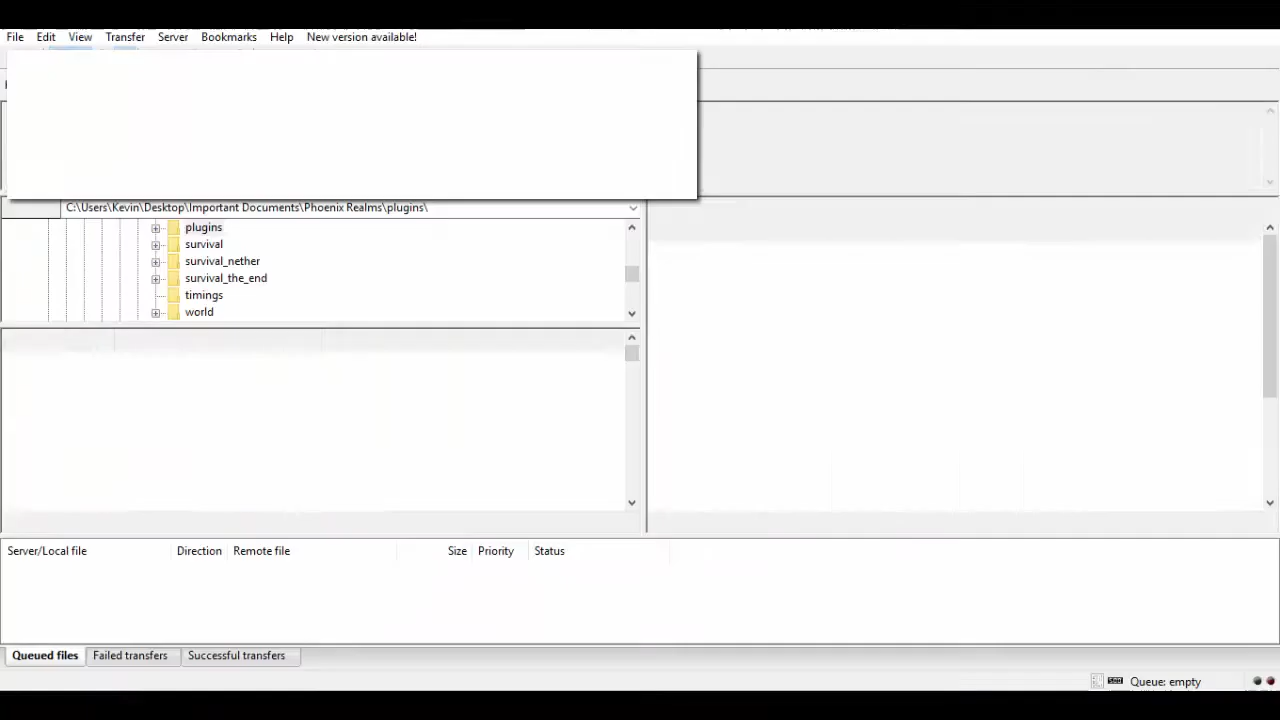 File Edit View Transfer Server Bookmarks Help New version available!
C:\Users\Kevin\Desktop\Important Documents\Phoenix Realms\plugins\
plugins
survival
survival_nether
survival_the_end
timings
world
Server/Local file Direction Remote file Size Priority Status
Queued files Failed transfers Successful transfers
Queue: empty